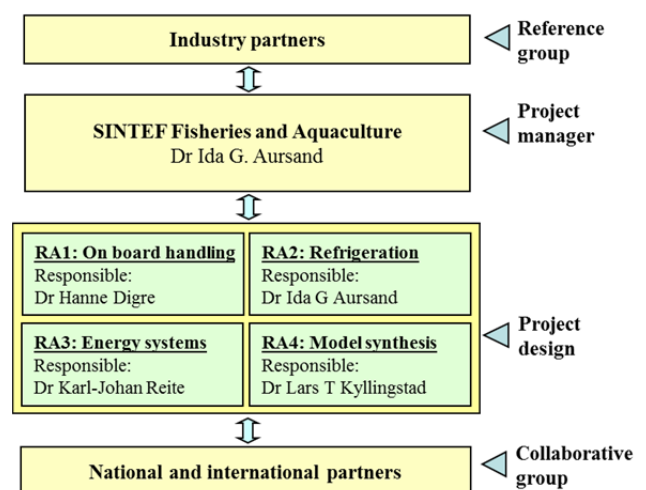 Industry partners
Reference
group
SINTEF Fisheries and Aquaculture
Dr Ida G. Aursand
Project
manager
RA1: On board handling
Responsible:
Dr Hanne Digre
RA2: Refrigeration
Responsible:
Dr Ida G Aursand
RA3: Energy systems
Responsible:
Dr Karl-Johan Reite
RA4: Model synthesis
Responsible:
Dr Lars T Kyllingstad
Project
design
National and international partners
Collaborative
group